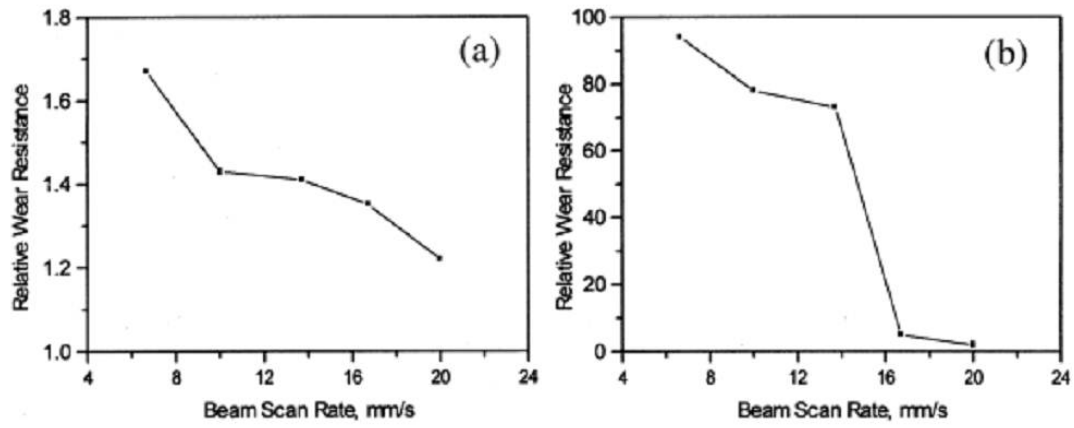 (a)
Relative Wear Resistance
1.8
1.6
1.4
1.2
1.0
4 8 12 16 20 24
Beam Scan Rate, mm/s
(b)
Relative Wear Resistance
100
80
60
40
20
0
4 8 12 16 20 24
Beam Scan Rate, mm/s